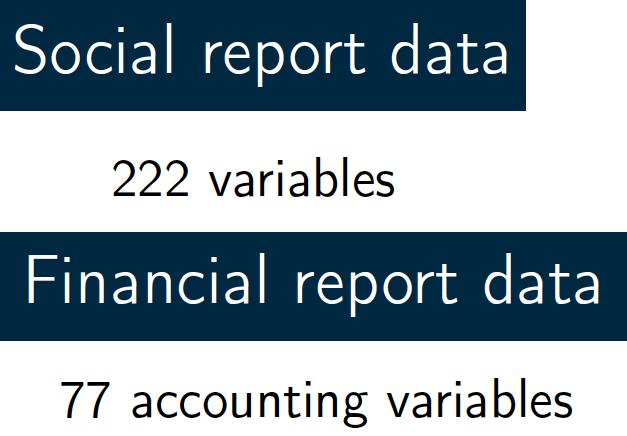 Social report data
222 variables
Financial report data
77 accounting variables